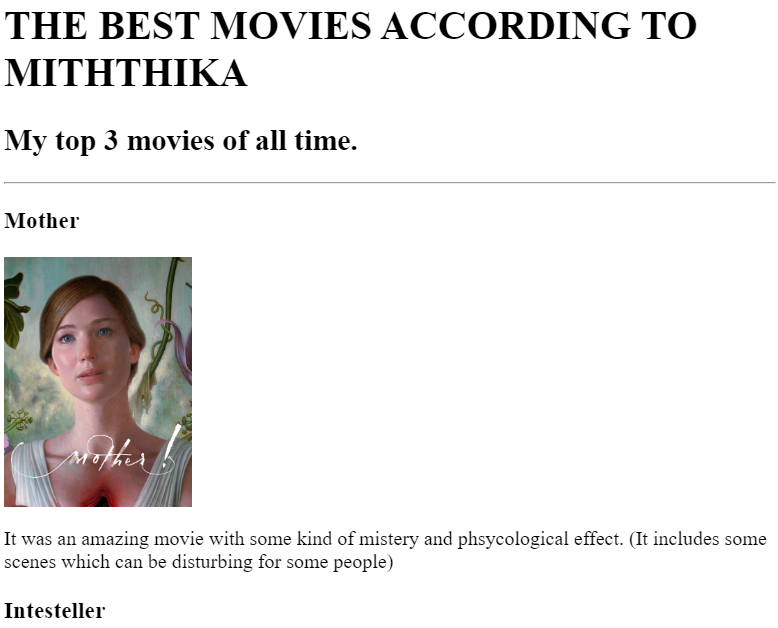 THE BEST MOVIES ACCORDING TO
MITHTHIKA
My top 3 movies of all time.
Mother
mother!
It was an amazing movie with some kind of mistery and phsycological effect. (It includes some
scenes which can be disturbing for some people)
Intesteller